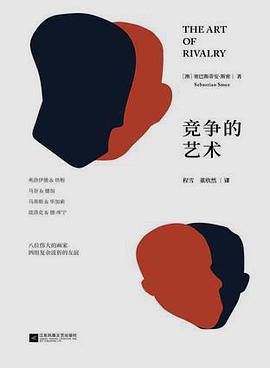 THE ART
OF
RIVALRY
[澳] 塞巴斯蒂安·斯密 著
Sebastian Smee
竞争的
艺术
弗洛伊德 & 培根
马奈 & 德加
马蒂斯 & 毕加索
波洛克 & 德·库宁
程雪 董欣然 | 译
八位伟大的画家
四组复杂波折的友谊
江苏凤凰文艺出版社